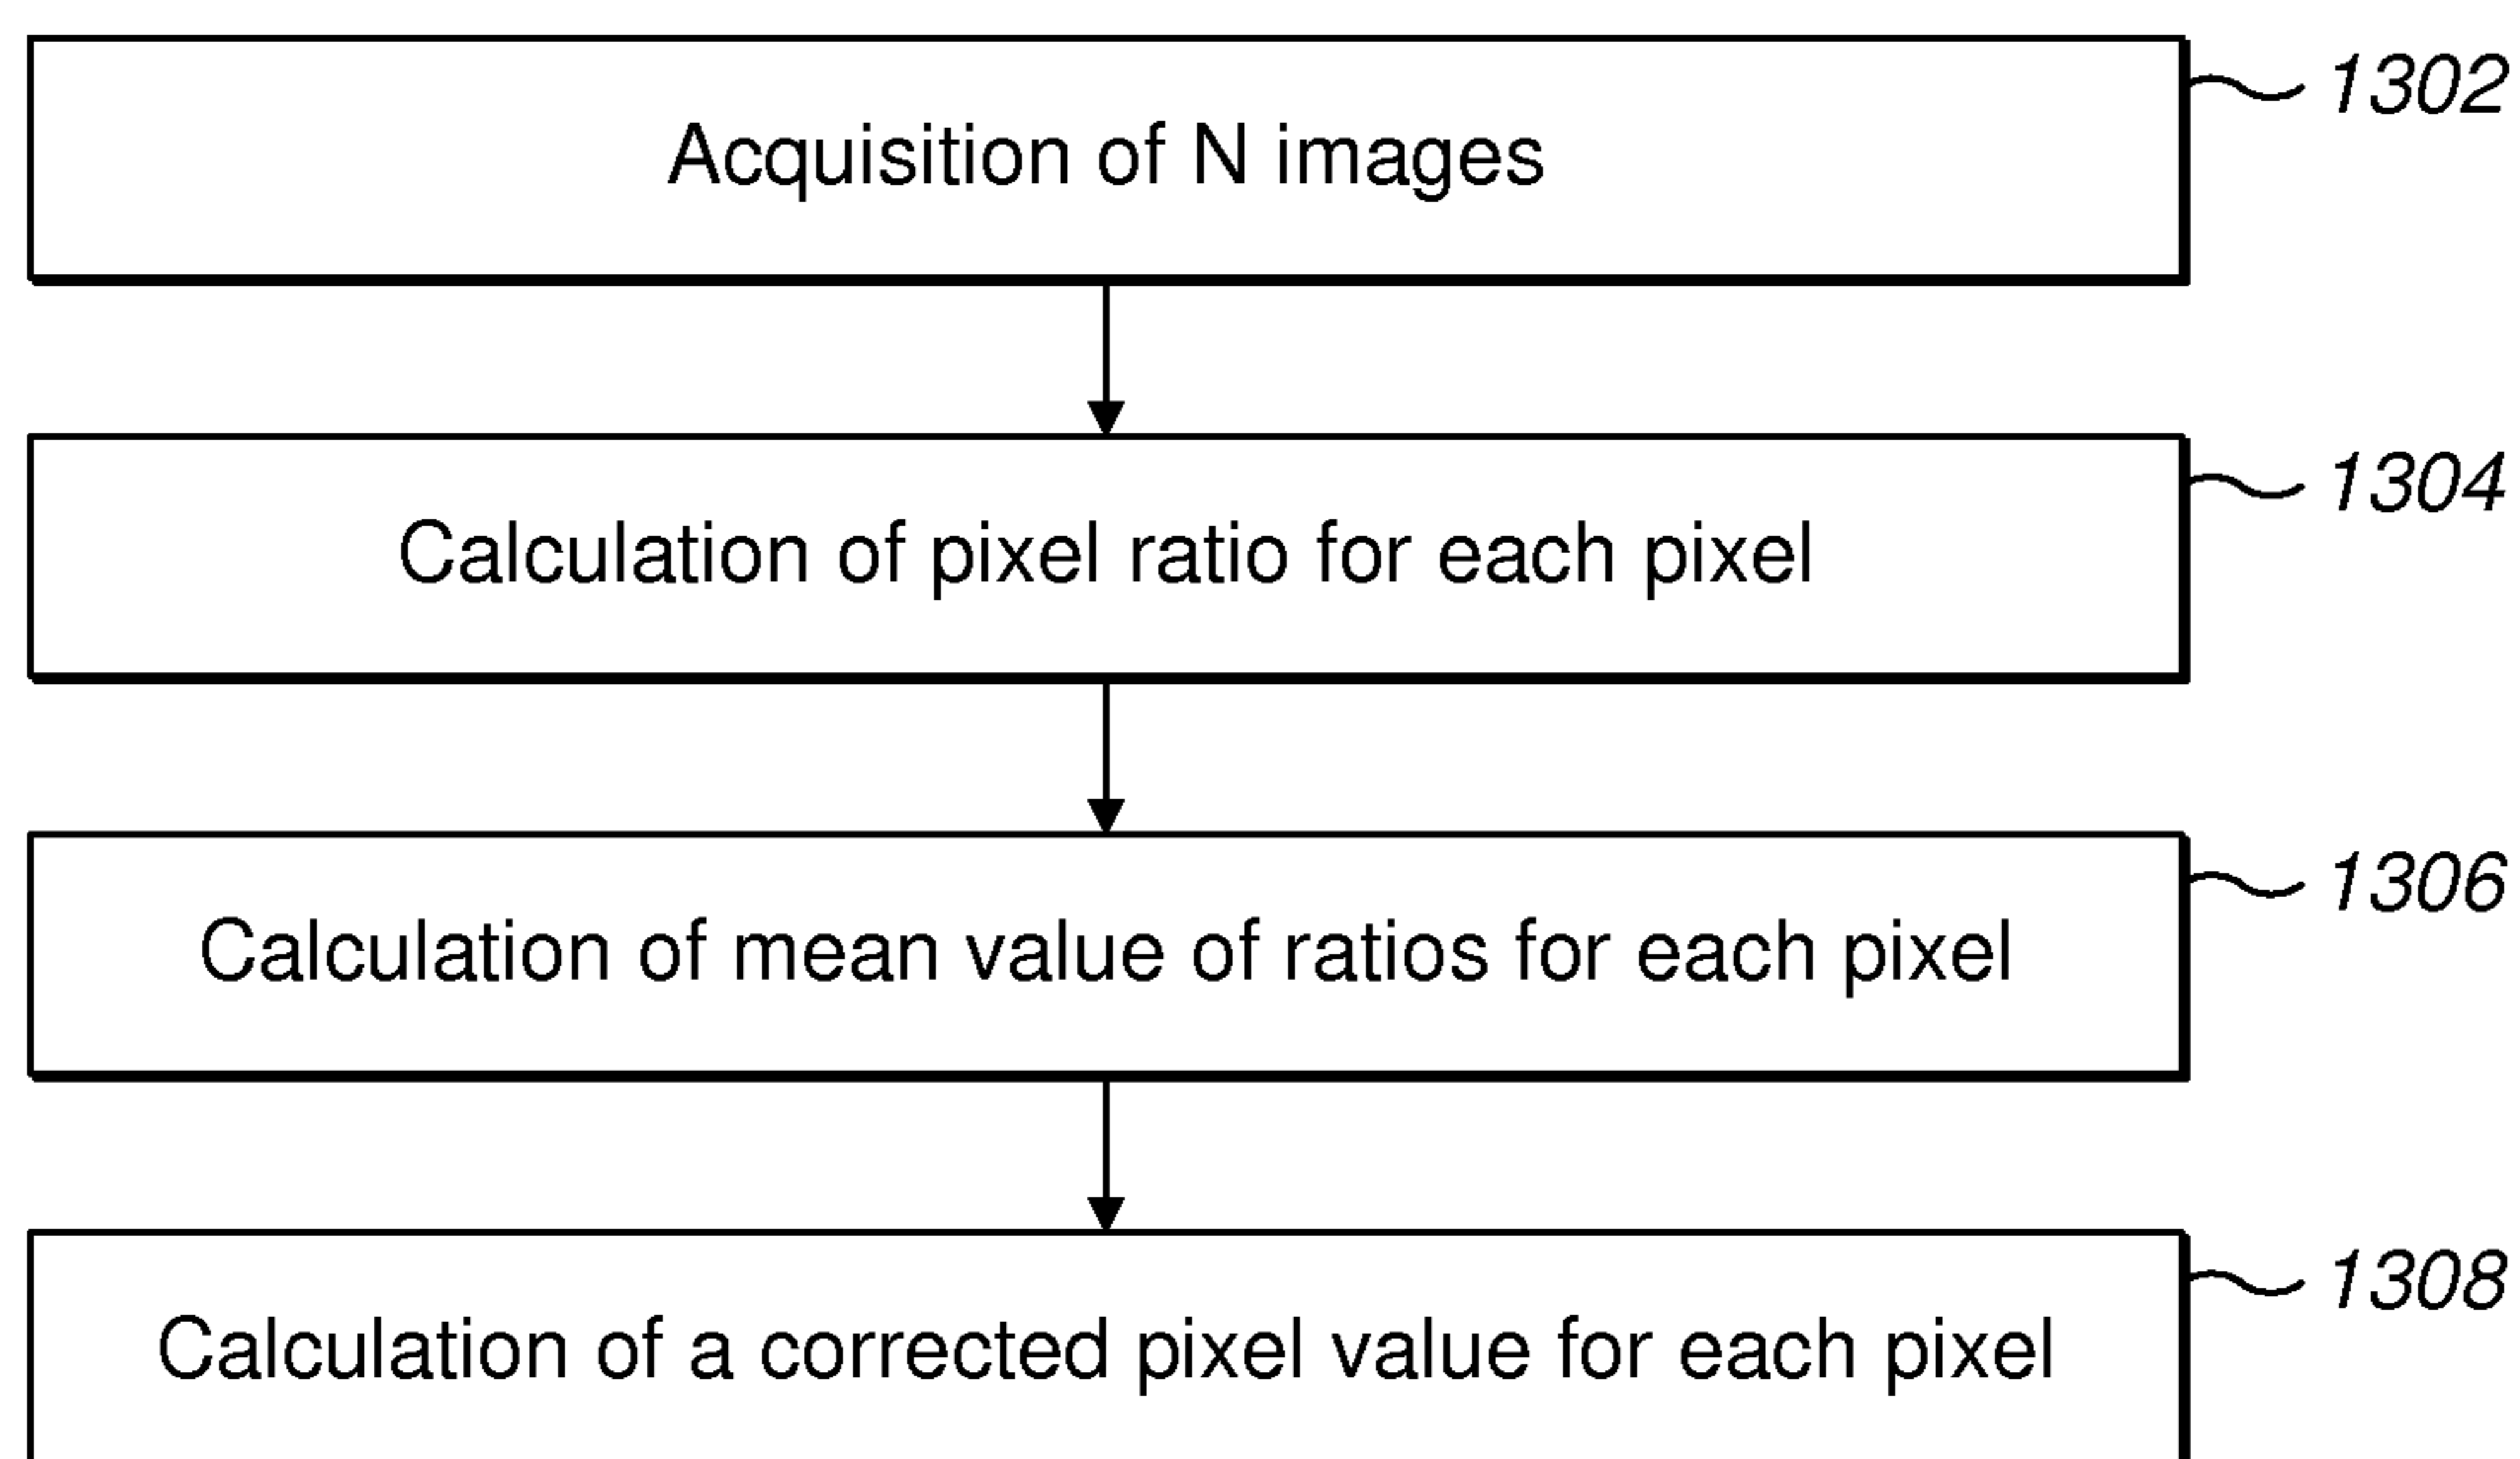 1302
Acquisition of N images
1304
Calculation of pixel ratio for each pixel
1306
Calculation of mean value of ratios for each pixel
1308
Calculation of a corrected pixel value for each pixel